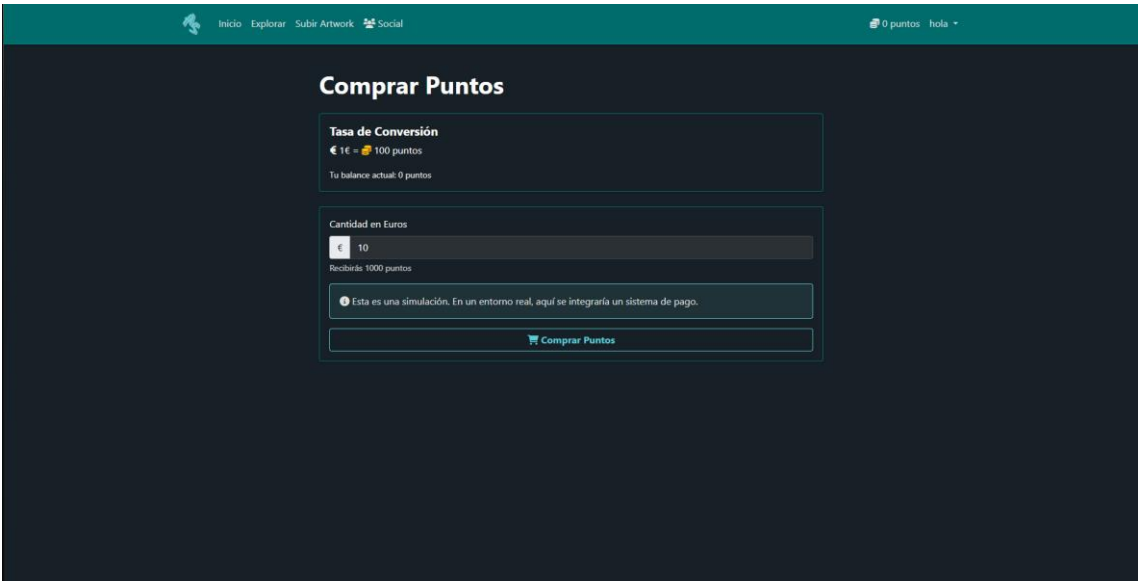 Inicio Explorar Subir Artwork Social 0 puntos hola
Comprar Puntos
Tasa de Conversión
€ 1€ = 100 puntos
Tu balance actual: 0 puntos
Cantidad en Euros
€ 10
Recibirás 1000 puntos
Esta es una simulación. En un entorno real, aquí se integraría un sistema de pago.
Comprar Puntos